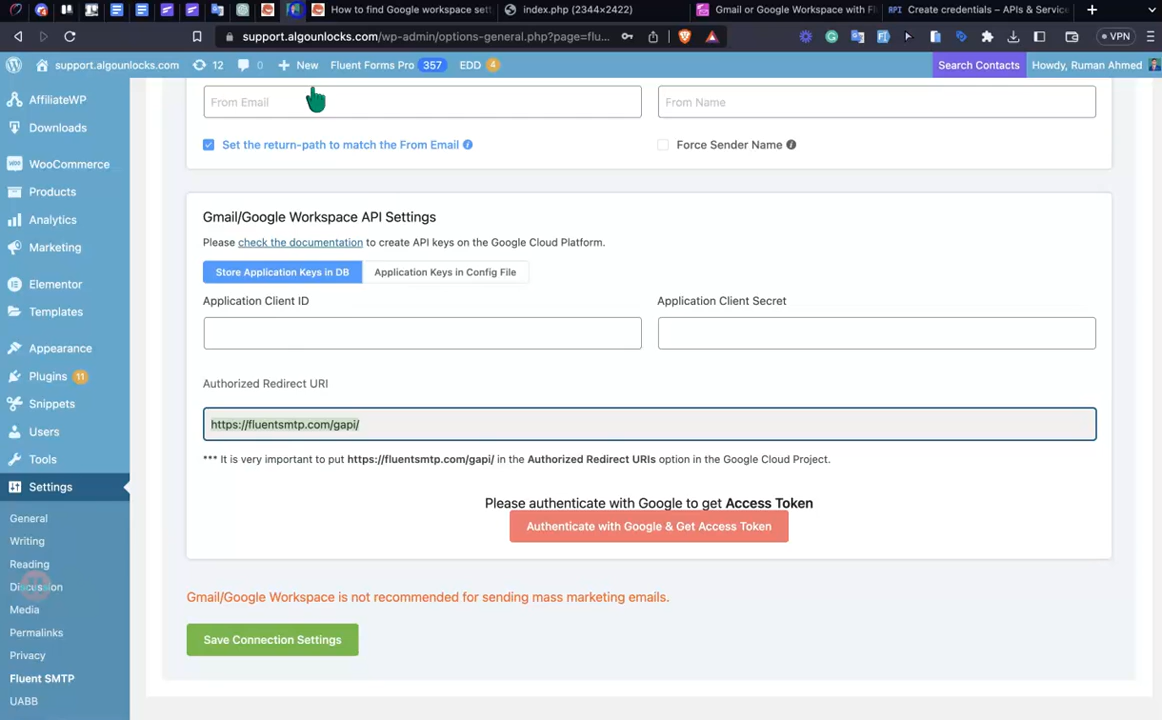 How to find Google workspace sett
index.php (2344×2422)
Gmail or Google Workspace with Fl
API
Create credentials – APIs & Service
support.algounlocks.com/wp-admin/options-general.php?page=flu...
VPN
support.algounlocks.com
12
0
New
Fluent Forms Pro 357
EDD 4
Search Contacts
Howdy, Ruman Ahmed
AffiliateWP
Downloads
WooCommerce
Products
Analytics
Marketing
Elementor
Templates
Appearance
Plugins 11
Snippets
Users
Tools
Settings
General
Writing
Reading
Discussion
Media
Permalinks
Privacy
Fluent SMTP
UABB
From Email
From Name
Set the return-path to match the From Email
Force Sender Name
Gmail/Google Workspace API Settings
Please check the documentation to create API keys on the Google Cloud Platform.
Store Application Keys in DB
Application Keys in Config File
Application Client ID
Application Client Secret
Authorized Redirect URI
https://fluentsmtp.com/gapi/
*** It is very important to put https://fluentsmtp.com/gapi/ in the Authorized Redirect URIs option in the Google Cloud Project.
Please authenticate with Google to get Access Token
Authenticate with Google & Get Access Token
Gmail/Google Workspace is not recommended for sending mass marketing emails.
Save Connection Settings